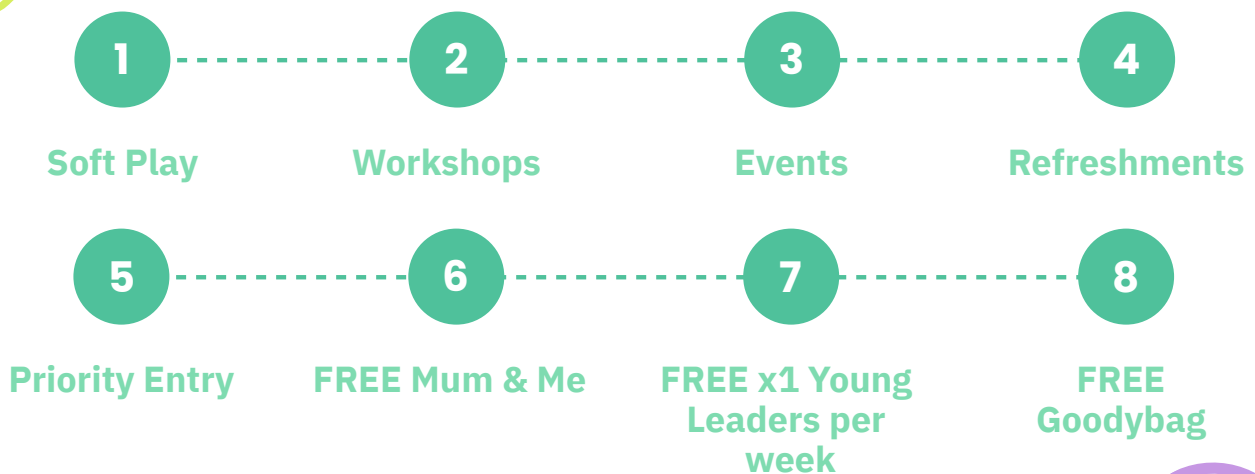 1 2 3 4
Soft Play Workshops Events Refreshments
5 6 7 8
Priority Entry FREE Mum & Me FREE x1 Young FREE
Leaders per Goodybag
week